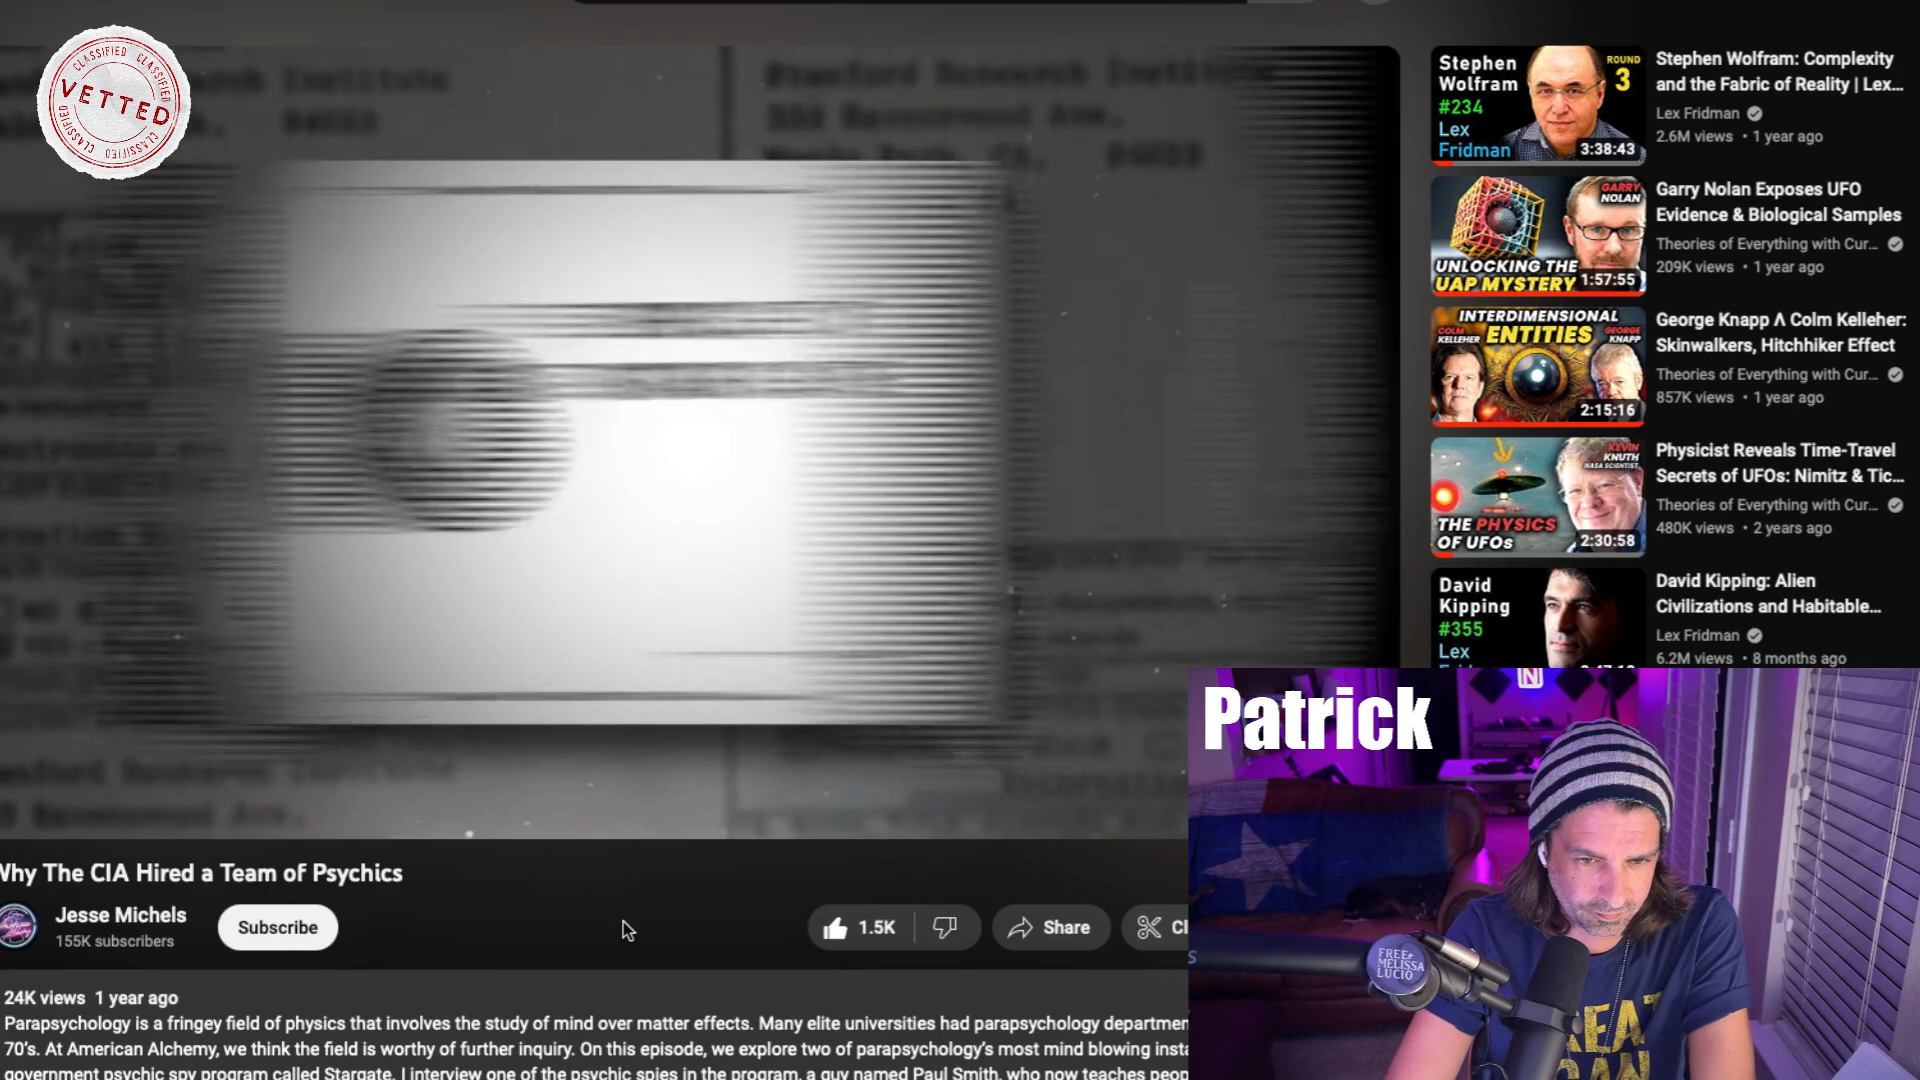 CLASSIFIED CLASSIFIED CLASSIFIED CLASSIFIED
VETTED
Stanford Research Institute
Stephen
Wolfram
#234
Lex
Fridman
ROUND
3
3:38:43
Stephen Wolfram: Complexity
and the Fabric of Reality | Lex...
Lex Fridman
2.6M views • 1 year ago
GARRY
NOLAN
UNLOCKING THE
UAP MYSTERY
1:57:55
Garry Nolan Exposes UFO
Evidence & Biological Samples
Theories of Everything with Cur...
209K views • 1 year ago
INTERDIMENSIONAL
ENTITIES
COLM
KELLEHER
GEORGE
KNAPP
2:15:16
George Knapp Λ Colm Kelleher:
Skinwalkers, Hitchhiker Effect
Theories of Everything with Cur...
857K views • 1 year ago
KEVIN
KNUTH
NASA SCIENTIST
THE PHYSICS
OF UFOs
2:30:58
Physicist Reveals Time-Travel
Secrets of UFOs: Nimitz & Tic...
Theories of Everything with Cur...
480K views • 2 years ago
David
Kipping
#355
Lex
David Kipping: Alien
Civilizations and Habitable...
Lex Fridman
6.2M views • 8 months ago
Patrick
FREE
MELISSA
LUCIO
Why The CIA Hired a Team of Psychics
Jesse Michels
155K subscribers
Subscribe
1.5K
Share
24K views 1 year ago
Parapsychology is a fringey field of physics that involves the study of mind over matter effects. Many elite universities had parapsychology departmen
70's. At American Alchemy, we think the field is worthy of further inquiry. On this episode, we explore two of parapsychology's most mind blowing insta
government psychic spy program called Stargate. I interview one of the psychic spies in the program, a guy named Paul Smith, who now teaches peop